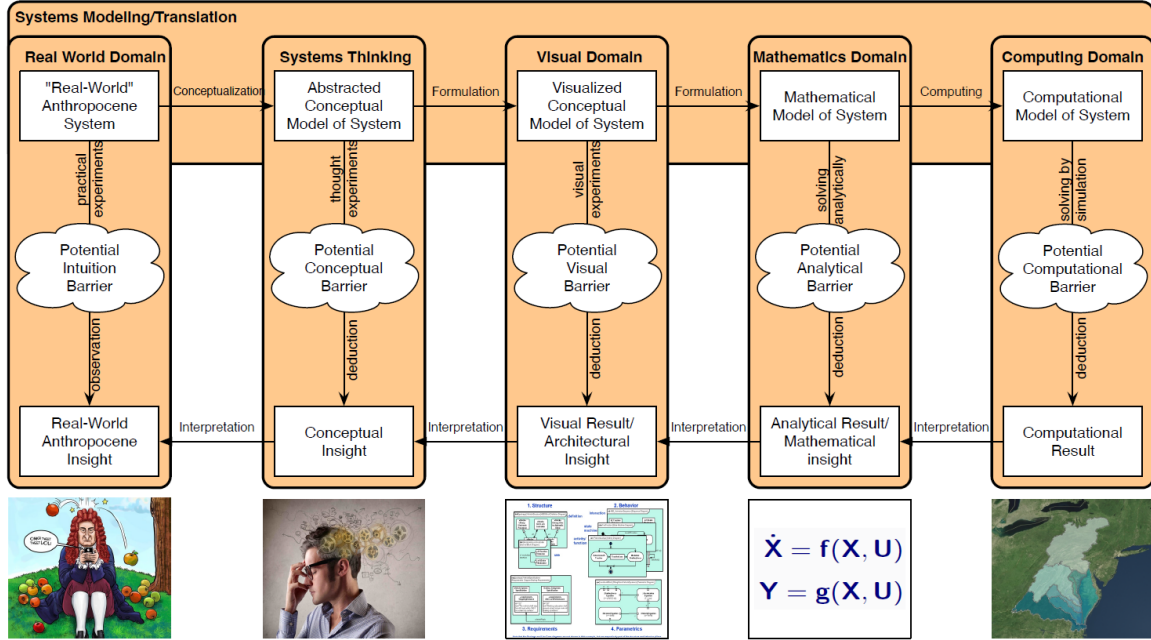 Systems Modeling/Translation
Real World Domain
Systems Thinking
Visual Domain
Mathematics Domain
Computing Domain
"Real-World"
Anthropocene
System
Conceptualization
Abstracted
Conceptual
Model of System
Formulation
Visualized
Conceptual
Model of System
Formulation
Mathematical
Model of System
Computing
Computational
Model of System
practical
experiments
thought
experiments
visual
experiments
solving
analytically
solving by
simulation
Potential
Intuition
Barrier
Potential
Conceptual
Barrier
Potential
Visual
Barrier
Potential
Analytical
Barrier
Potential
Computational
Barrier
observation
deduction
deduction
deduction
deduction
Real-World
Anthropocene
Insight
Interpretation
Conceptual
Insight
Interpretation
Visual Result/
Architectural
Insight
Interpretation
Analytical Result/
Mathematical
insight
Interpretation
Computational
Result
1. Structure
2. Behavior
3. Requirements
4. Parametrics
Ẋ = f(X, U)
Y = g(X, U)